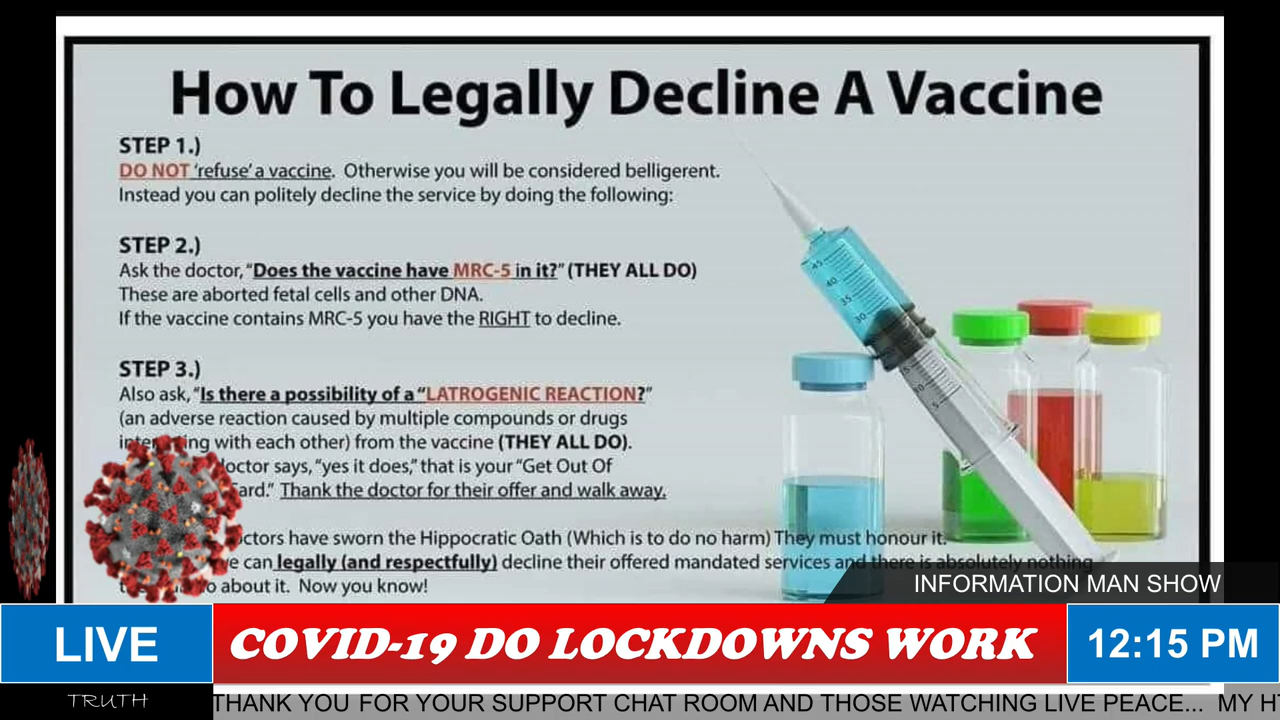 How To Legally Decline A Vaccine
STEP 1.)
DO NOT 'refuse' a vaccine. Otherwise you will be considered belligerent.
Instead you can politely decline the service by doing the following:
STEP 2.)
Ask the doctor, "Does the vaccine have MRC-5 in it?" (THEY ALL DO)
These are aborted fetal cells and other DNA.
If the vaccine contains MRC-5 you have the RIGHT to decline.
STEP 3.)
Also ask, "Is there a possibility of a "LATROGENIC REACTION?"
(an adverse reaction caused by multiple compounds or drugs
with each other) from the vaccine (THEY ALL DO).
says, "yes it does," that is your "Get Out Of
Thank the doctor for their offer and walk away.
have sworn the Hippocratic Oath (Which is to do no harm) They must honour it.
can legally (and respectfully) decline their offered mandated services and there is absolutely nothing
about it. Now you know!
45
40
35
30
5
INFORMATION MAN SHOW
LIVE
COVID-19 DO LOCKDOWNS WORK
12:15 PM
TRUTH
THANK YOU FOR YOUR SUPPORT CHAT ROOM AND THOSE WATCHING LIVE PEACE... MY